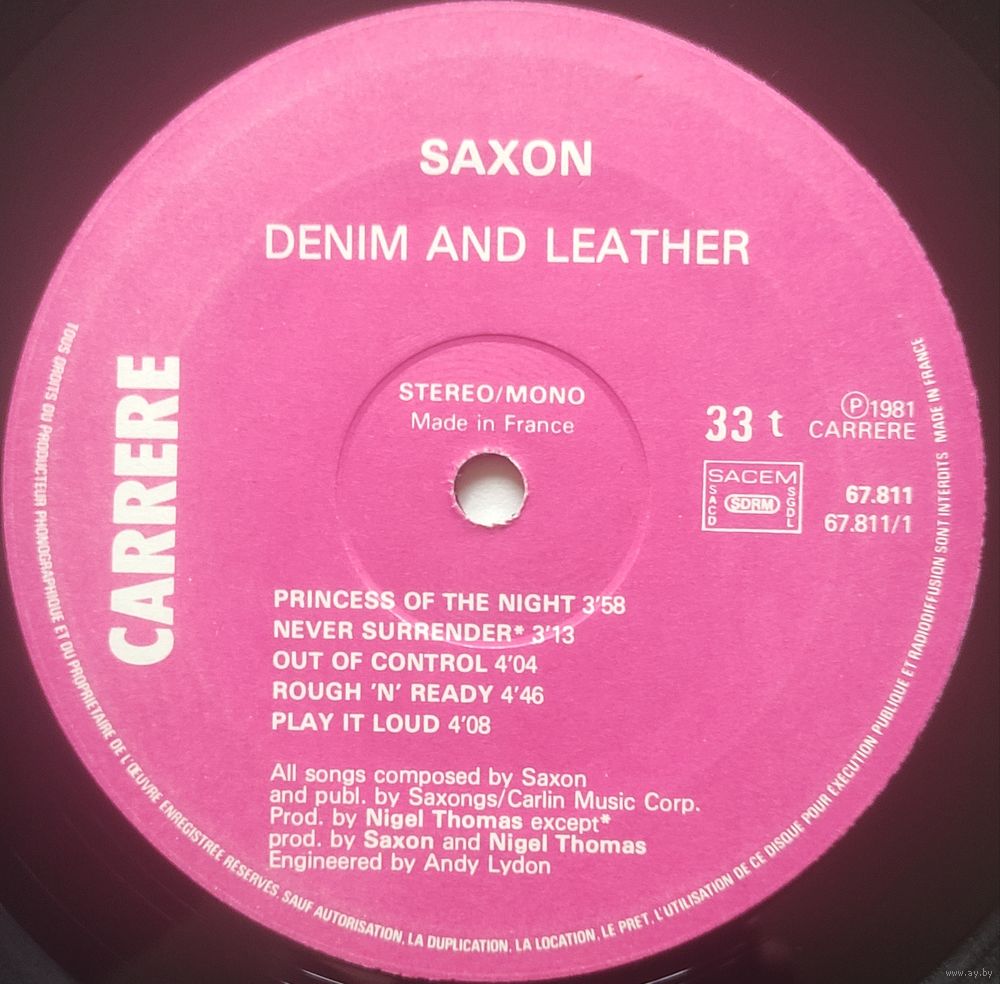 SAXON
DENIM AND LEATHER
CARRERE
STEREO/MONO
Made in France
33 t
Ⓟ1981
CARRERE
SACEM
SACD
SDRM
SGDL
67.811
67.811/1
PRINCESS OF THE NIGHT 3'58
NEVER SURRENDER* 3'13
OUT OF CONTROL 4'04
ROUGH 'N' READY 4'46
PLAY IT LOUD 4'08
All songs composed by Saxon
and publ. by Saxongs/Carlin Music Corp.
Prod. by Nigel Thomas except*
prod. by Saxon and Nigel Thomas
Engineered by Andy Lydon
TOUS DROITS DU PRODUCTEUR PHONOGRAPHIQUE ET DU PROPRIETAIRE DE L'ŒUVRE ENREGISTREE RESERVES. SAUF AUTORISATION, LA DUPLICATION, LA LOCATION, LE PRET, L'UTILISATION DE CE DISQUE POUR EXECUTION PUBLIQUE ET RADIODIFFUSION SONT INTERDITS MADE IN FRANCE
www.ay.by